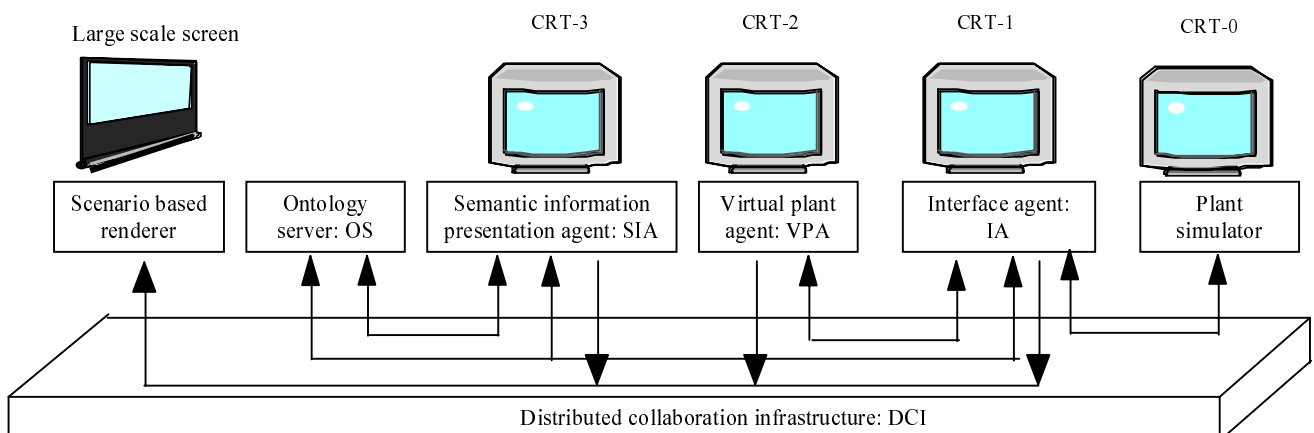 Large scale screen
CRT-3
CRT-2
CRT-1
CRT-0
Scenario based
renderer
Ontology
server: OS
Semantic information
presentation agent: SIA
Virtual plant
agent: VPA
Interface agent:
IA
Plant
simulator
Distributed collaboration infrastructure: DCI